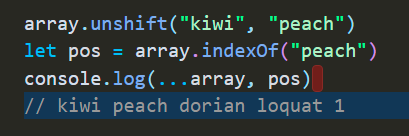 array.unshift("kiwi", "peach")
let pos = array.indexOf("peach")
console.log(...array, pos)
// kiwi peach dorian loquat 1